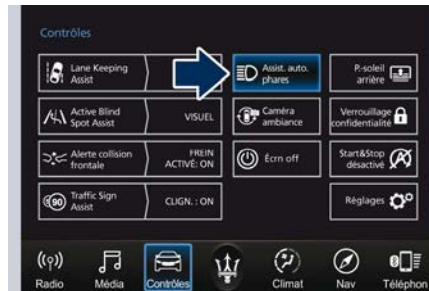 Contrôles
Lane Keeping
Assist
Assist. auto.
phares
P.-soleil
arrière
Active Blind
Spot Assist
VISUEL
Caméra
ambiance
Verrouillage
confidentialité
Alerte collision
frontale
FREIN
ACTIVÉ: ON
Écrn off
Start&Stop
désactivé
90
Traffic Sign
Assist
CLIGN. : ON
Réglages
Radio
Média
Contrôles
Climat
Nav
Téléphon